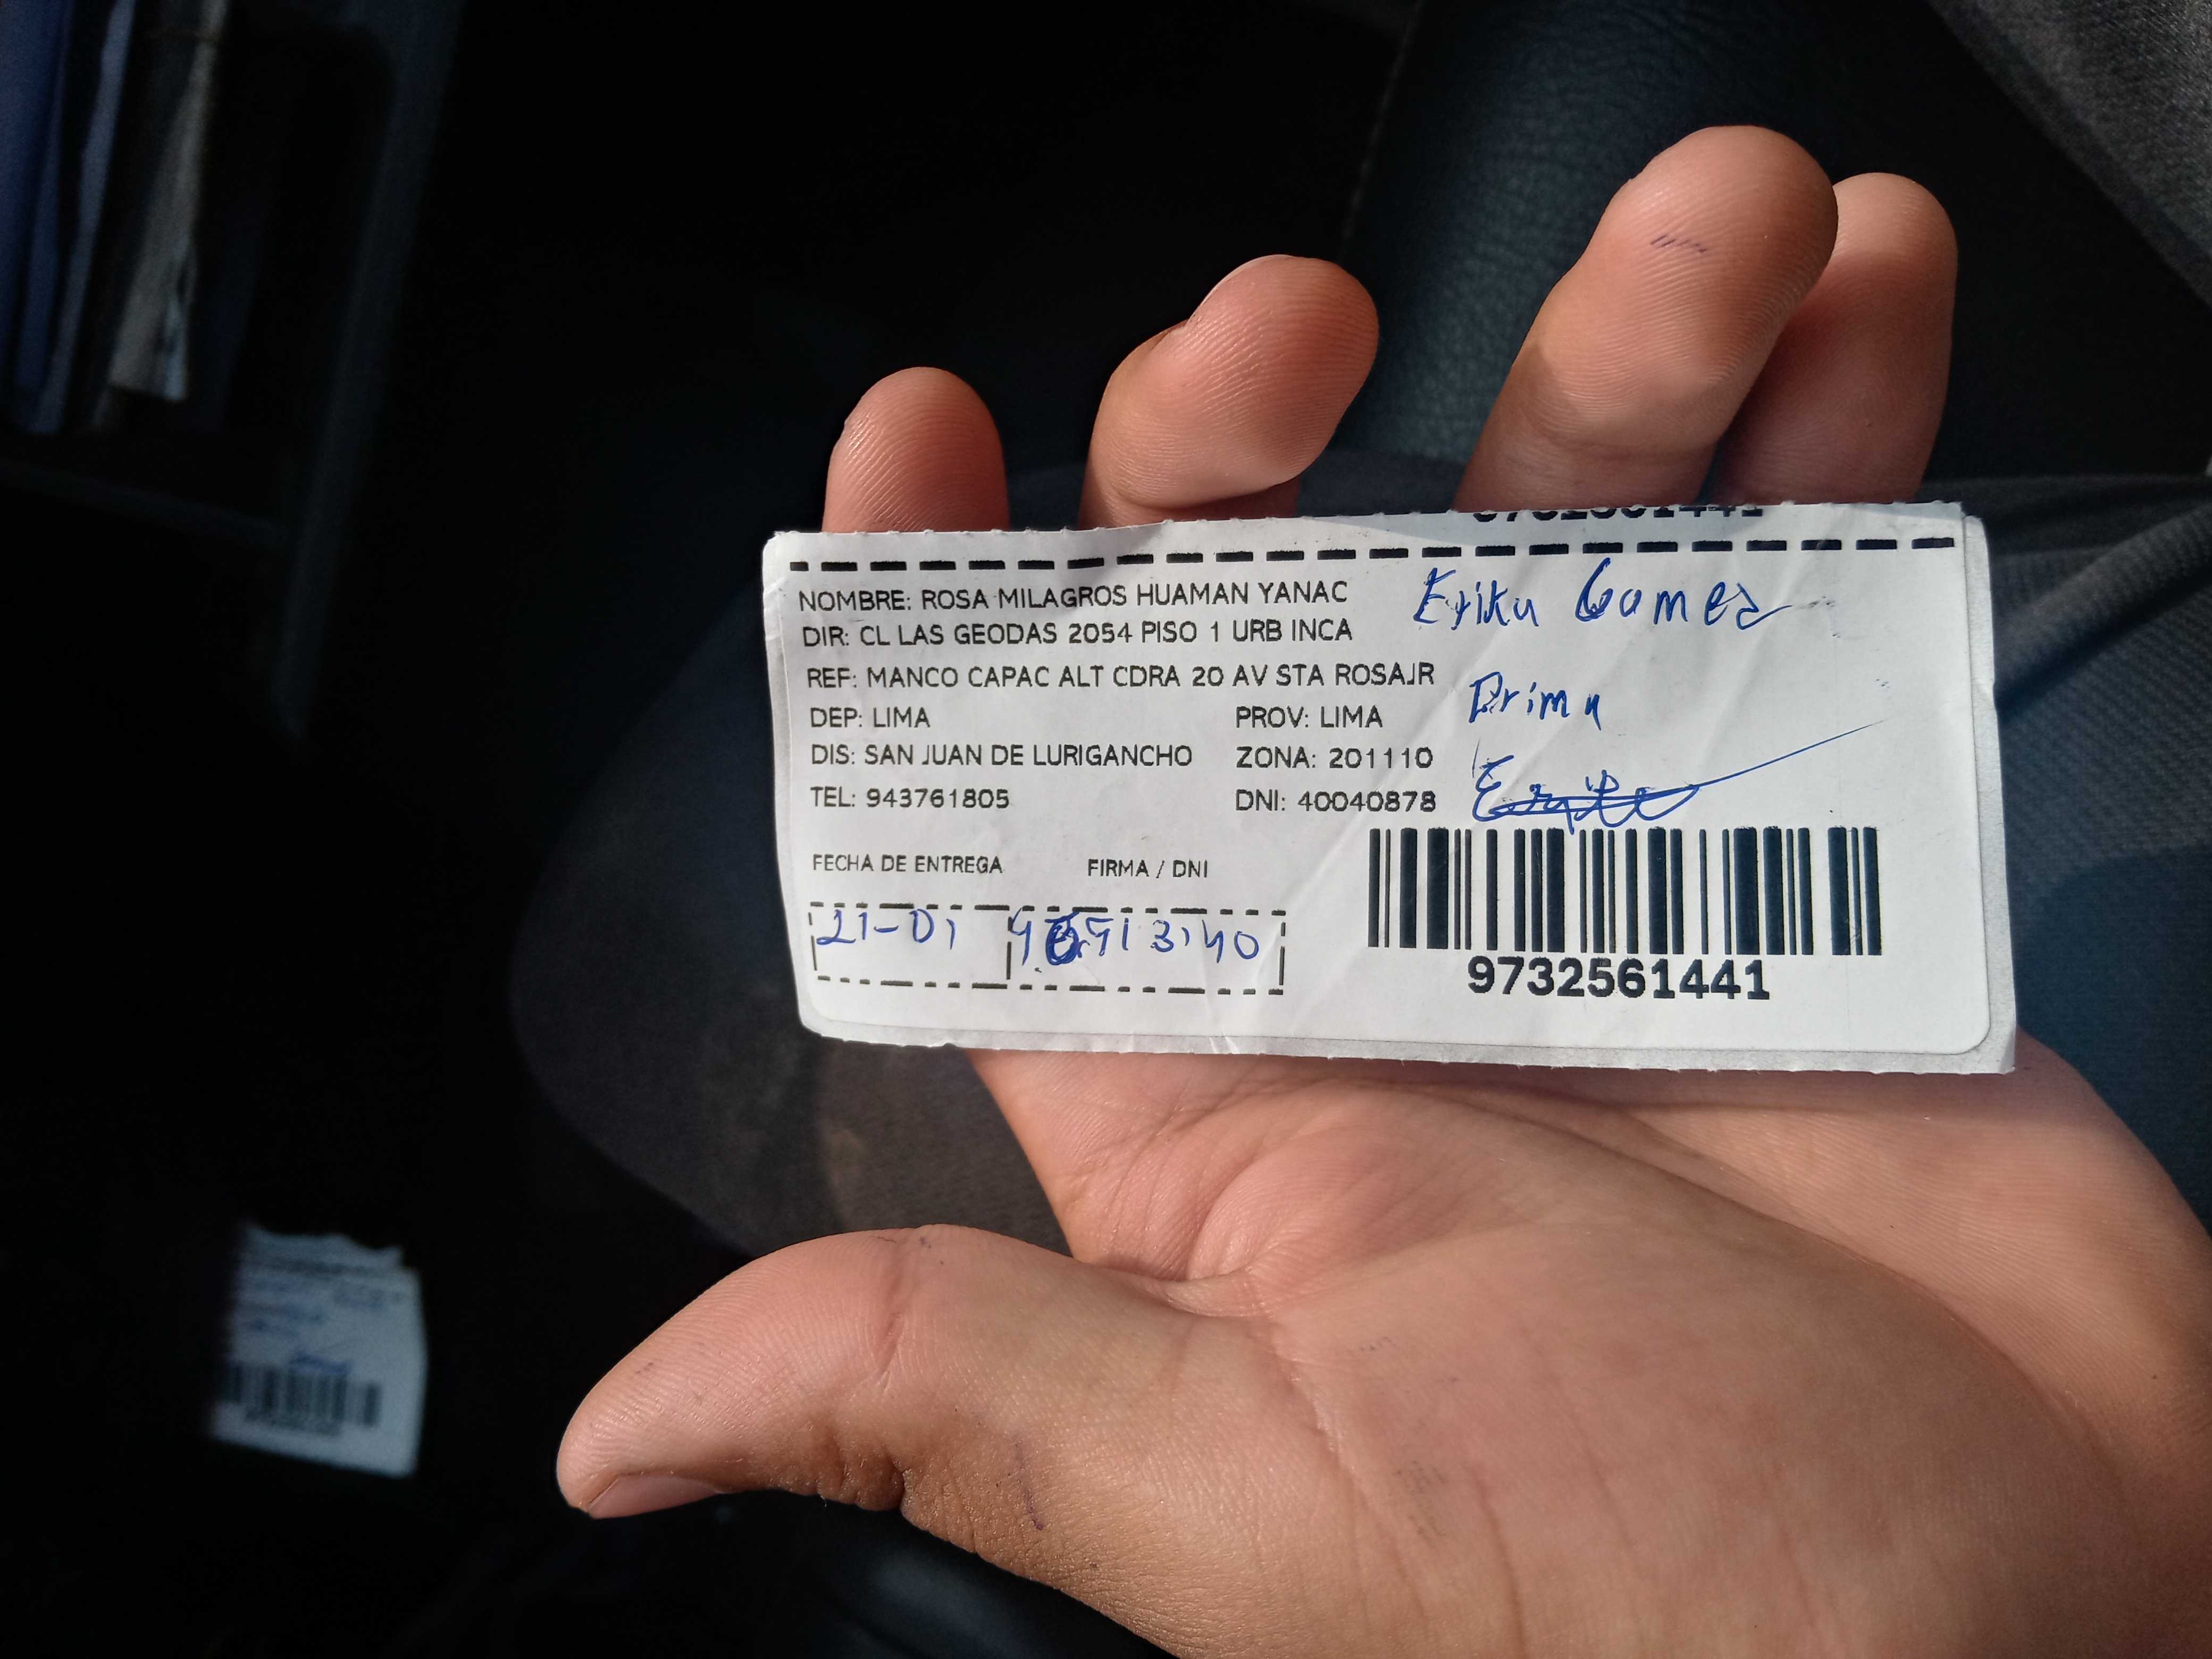 NOMBRE: ROSA MILAGROS HUAMAN YANAC
Erika Gamez
DIR: CL LAS GEODAS 2054 PISO 1 URB INCA
REF: MANCO CAPAC ALT CDRA 20 AV STA ROSAJR
Prima
DEP: LIMA PROV: LIMA
DIS: SAN JUAN DE LURIGANCHO ZONA: 201110
TEL: 943761805 DNI: 40040878
FECHA DE ENTREGA FIRMA / DNI
21-01
9732561441